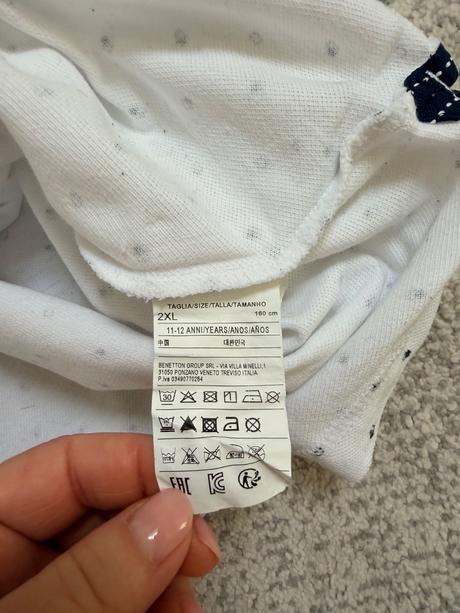 TAGLIA/SIZE/TALLA/TAMANHO
2XL 160 cm
11-12 ANNI/YEARS/ANOS/AÑOS
中国 대한민국
BENETTON GROUP SRL - VIA VILLA MINELLI,1
31050 PONZANO VENETO TREVISO ITALIA
P.Iva 03490770264
30
EAC